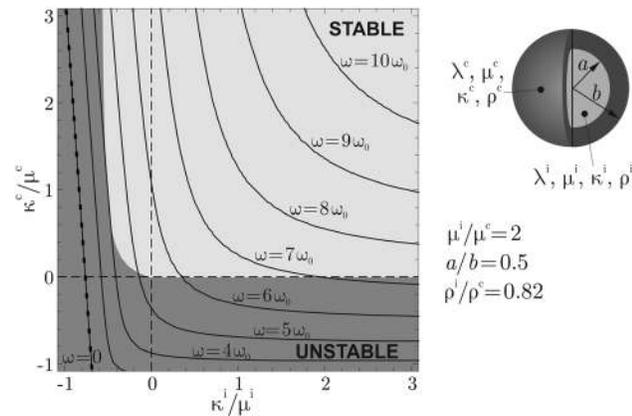 3
STABLE
ω=10ω₀
2
ω=9ω₀
κᶜ/μᶜ
1
ω=8ω₀
ω=7ω₀
0
ω=6ω₀
ω=5ω₀
ω=0
ω=4ω₀
UNSTABLE
-1
-1 0 1 2 3
κⁱ/μⁱ
a
b
λᶜ, μᶜ,
κᶜ, ρᶜ
λⁱ, μⁱ, κⁱ, ρⁱ
μⁱ/μᶜ=2
a/b=0.5
ρⁱ/ρᶜ=0.82